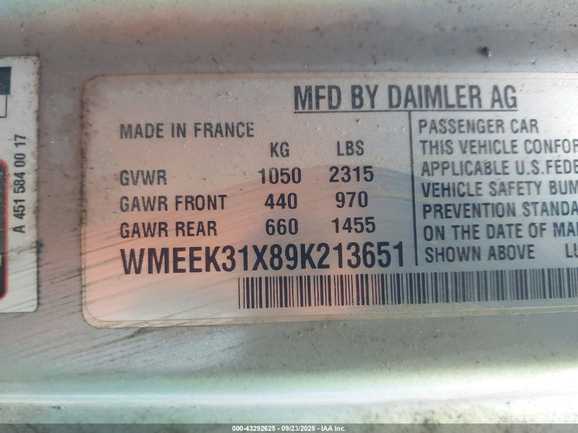 MFD BY DAIMLER AG
MADE IN FRANCE
KG LBS
GVWR 1050 2315
GAWR FRONT 440 970
GAWR REAR 660 1455
WMEEK31X89K213651
PASSENGER CAR
THIS VEHICLE CONFOR
APPLICABLE U.S.FEDE
VEHICLE SAFETY BUM
PREVENTION STANDA
ON THE DATE OF MA
SHOWN ABOVE LU
A 451 584 00 17
000-43292625 - 09/23/2025 - IAA Inc.